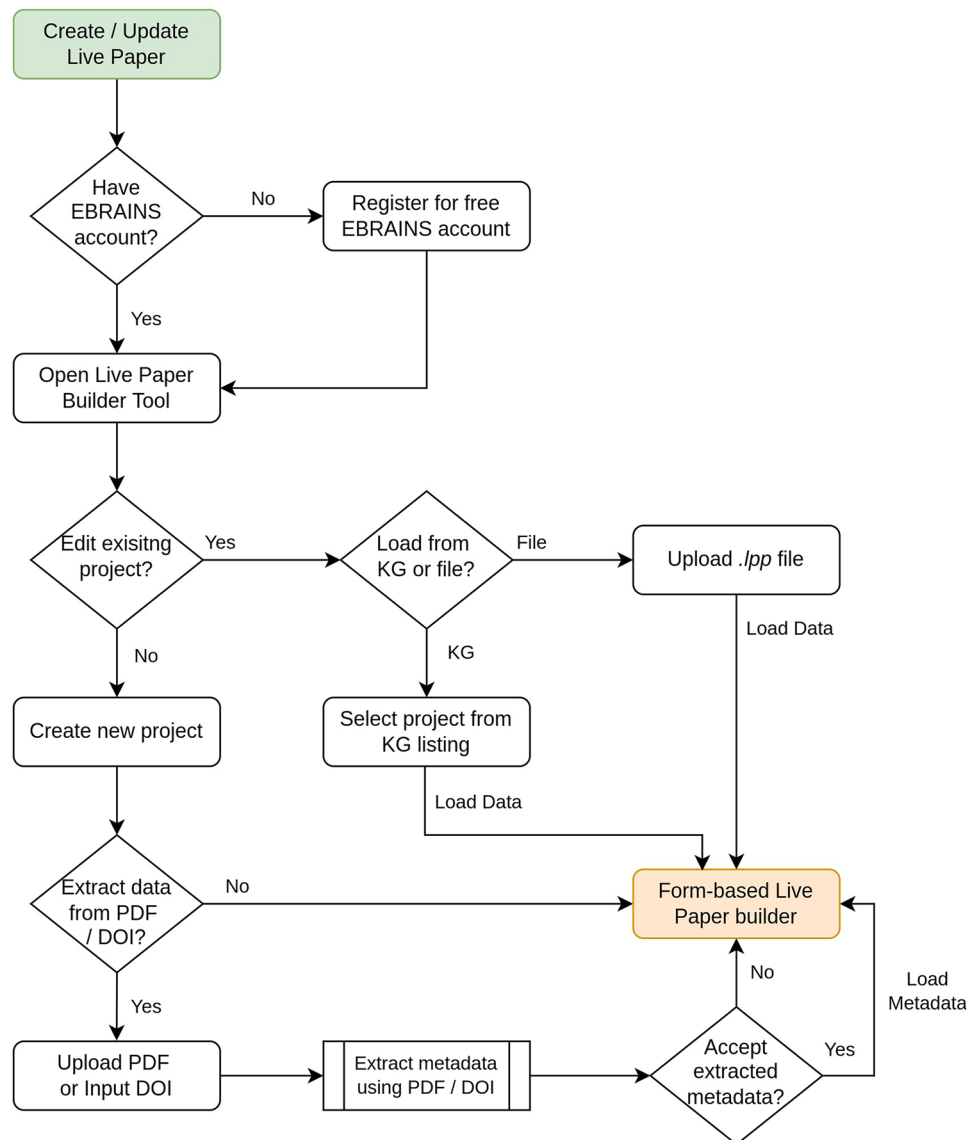 Create / Update
Live Paper
Have
EBRAINS
account?
No
Register for free
EBRAINS account
Yes
Open Live Paper
Builder Tool
Edit exisitng
project?
Yes
Load from
KG or file?
File
Upload .lpp file
Load Data
No
KG
Create new project
Select project from
KG listing
Load Data
Extract data
from PDF
/ DOI?
No
Form-based Live
Paper builder
No
Load
Metadata
Yes
Upload PDF
or Input DOI
Extract metadata
using PDF / DOI
Accept
extracted
metadata?
Yes